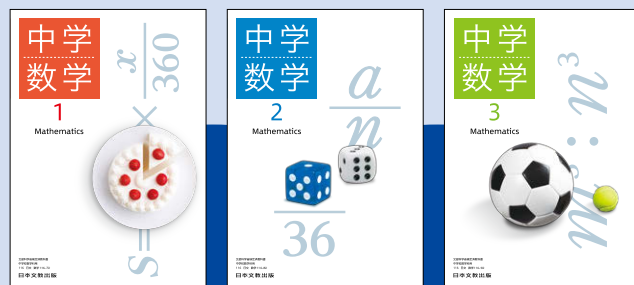 中学
数学
1
Mathematics
x
360
×
S=
日本文教出版
中学
数学
2
Mathematics
a
n
36
日本文教出版
中学
数学
3
Mathematics
m³:n³
日本文教出版